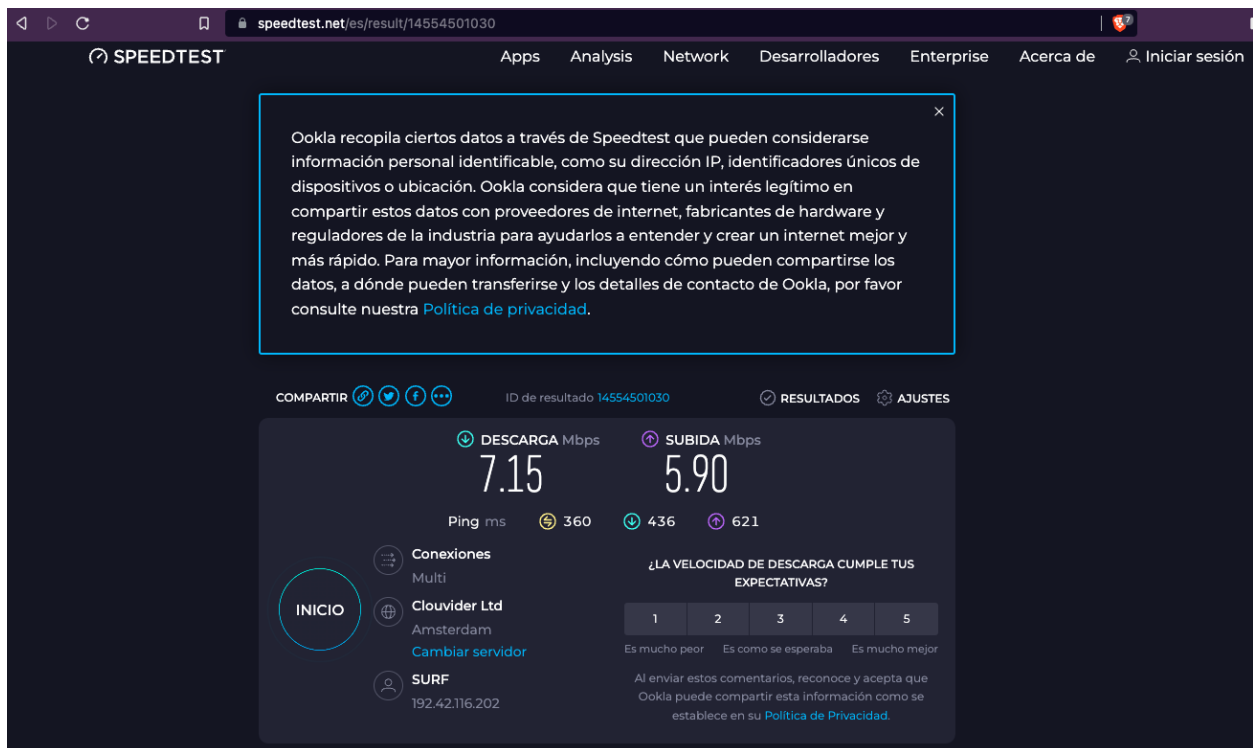 speedtest.net/es/result/14554501030
7
SPEEDTEST
Apps Analysis Network Desarrolladores Enterprise Acerca de Iniciar sesión
Ookla recopila ciertos datos a través de Speedtest que pueden considerarse
información personal identificable, como su dirección IP, identificadores únicos de
dispositivos o ubicación. Ookla considera que tiene un interés legítimo en
compartir estos datos con proveedores de internet, fabricantes de hardware y
reguladores de la industria para ayudarlos a entender y crear un internet mejor y
más rápido. Para mayor información, incluyendo cómo pueden compartirse los
datos, a dónde pueden transferirse y los detalles de contacto de Ookla, por favor
consulte nuestra Política de privacidad.
COMPARTIR ID de resultado 14554501030 RESULTADOS AJUSTES
DESCARGA Mbps SUBIDA Mbps
7.15 5.90
Ping ms 360 436 621
INICIO
Conexiones
Multi
Clouvider Ltd
Amsterdam
Cambiar servidor
SURF
192.42.116.202
¿LA VELOCIDAD DE DESCARGA CUMPLE TUS
EXPECTATIVAS?
1 2 3 4 5
Es mucho peor Es como se esperaba Es mucho mejor
Al enviar estos comentarios, reconoce y acepta que
Ookla puede compartir esta información como se
establece en su Política de Privacidad.